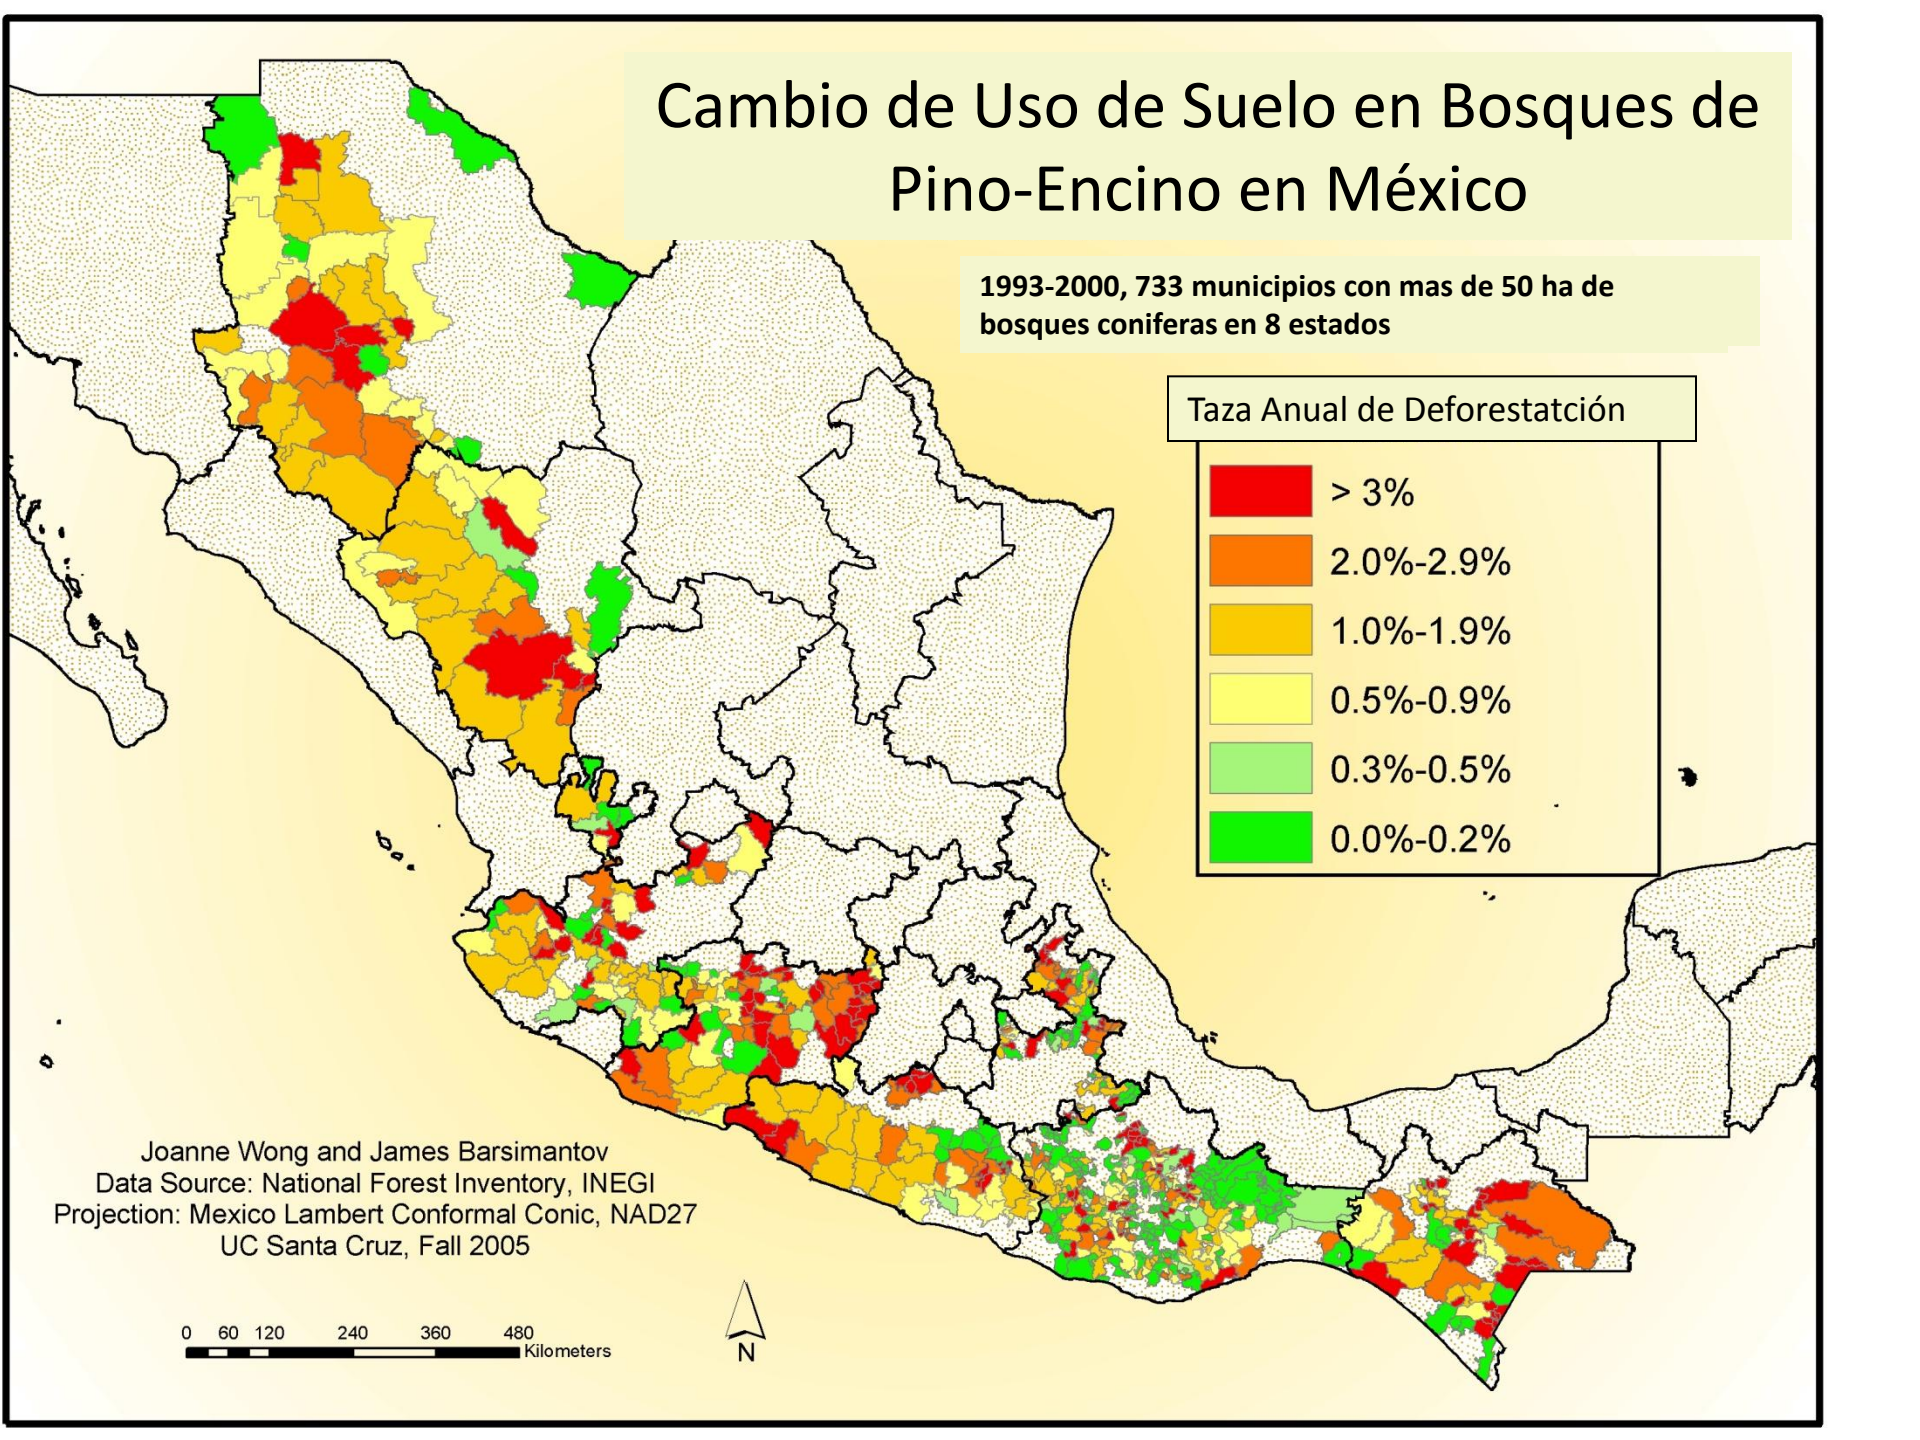 Cambio de Uso de Suelo en Bosques de
Pino-Encino en México
1993-2000, 733 municipios con mas de 50 ha de
bosques coniferas en 8 estados
Taza Anual de Deforestatción
> 3%
2.0%-2.9%
1.0%-1.9%
0.5%-0.9%
0.3%-0.5%
0.0%-0.2%
Joanne Wong and James Barsimantov
Data Source: National Forest Inventory, INEGI
Projection: Mexico Lambert Conformal Conic, NAD27
UC Santa Cruz, Fall 2005
0 60 120 240 360 480
Kilometers
N